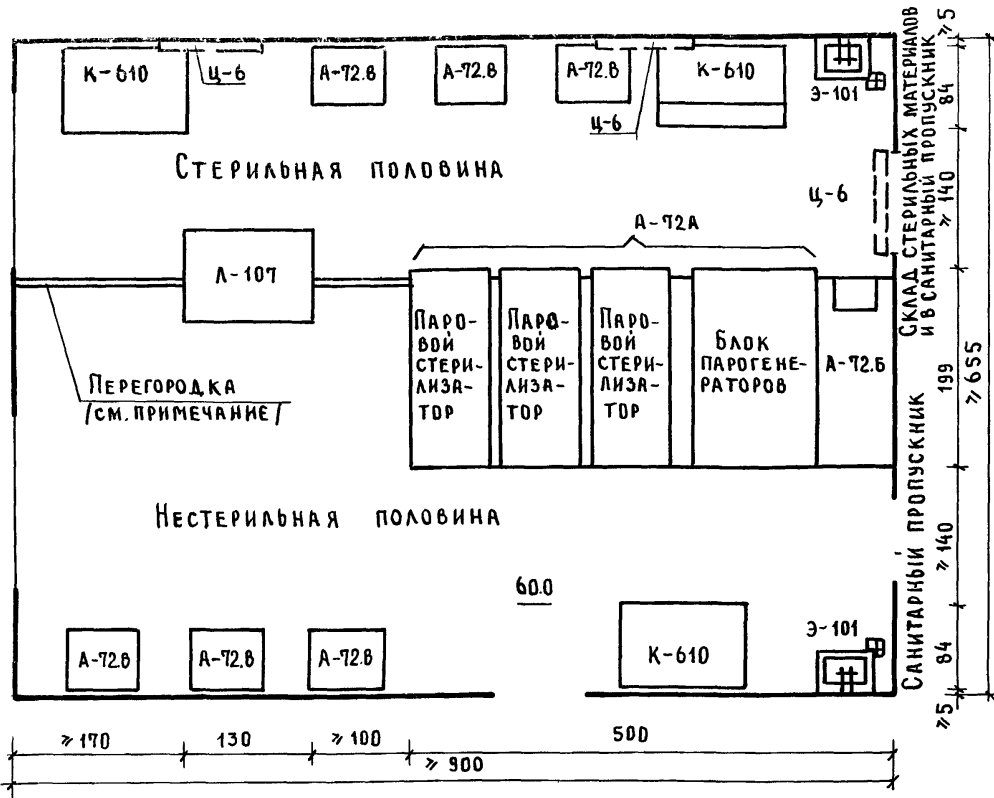 К-610
Ц-6
А-72.В
А-72.В
А-72.В
Ц-6
К-610
Э-101
Стерильная половина
Ц-6
А-72А
Л-107
Паро-
вой
стери-
лиза-
тор
Паро-
вой
стери-
лиза-
тор
Паро-
вой
стери-
лиза-
тор
Блок
парогене-
раторов
А-72.Б
Перегородка
/см. примечание/
Нестерильная половина
60.0
А-72.В
А-72.В
А-72.В
К-610
Э-101
Склад стерильных материалов
и в санитарный пропускник
Санитарный пропускник
≥5
84
≥140
199
≥140
84
≥5
≥655
≥170
130
≥100
500
≥900